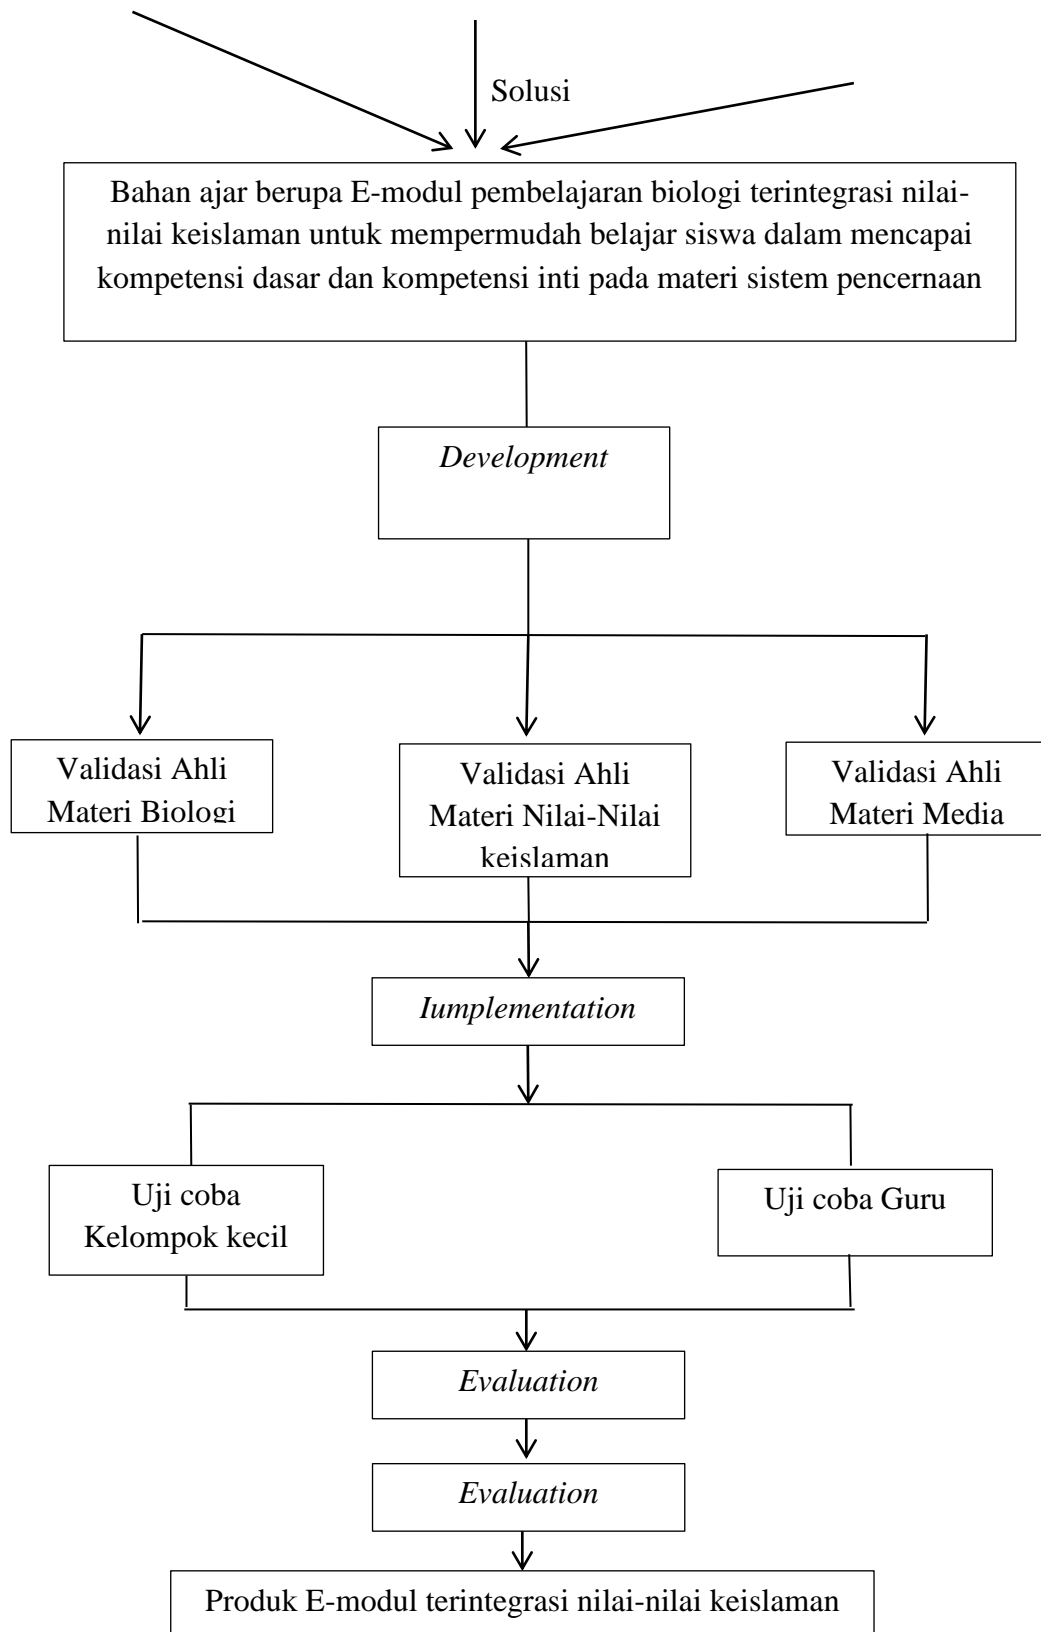 Solusi
Bahan ajar berupa E-modul pembelajaran biologi terintegrasi nilai-
nilai keislaman untuk mempermudah belajar siswa dalam mencapai
kompetensi dasar dan kompetensi inti pada materi sistem pencernaan
Development
Validasi Ahli
Materi Biologi
Validasi Ahli
Materi Nilai-Nilai
keislaman
Validasi Ahli
Materi Media
Iumplementation
Uji coba
Kelompok kecil
Uji coba Guru
Evaluation
Evaluation
Produk E-modul terintegrasi nilai-nilai keislaman